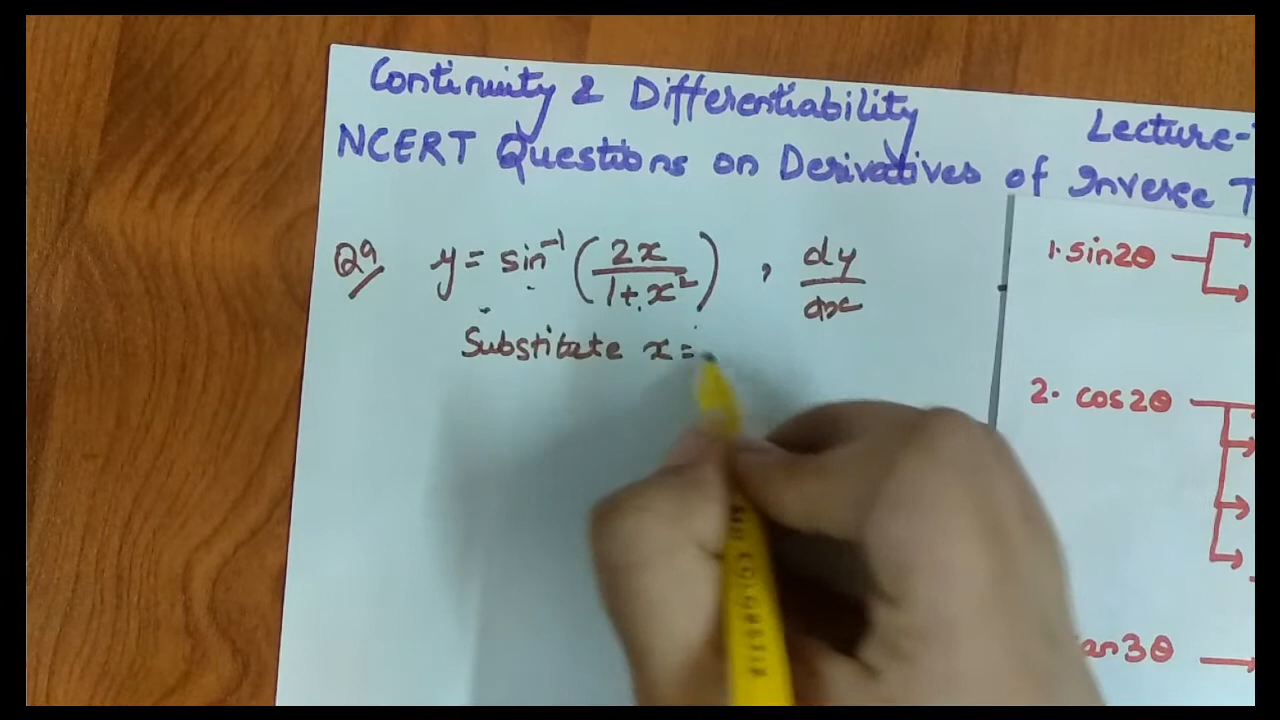 Continuity & Differentiability
Lecture-
NCERT Questions on Derivatives of Inverse T
Q9 y = sin⁻¹ (2x / 1+x²) , dy/dx
Substitute x =
1. sin2θ
2. cos2θ
an3θ